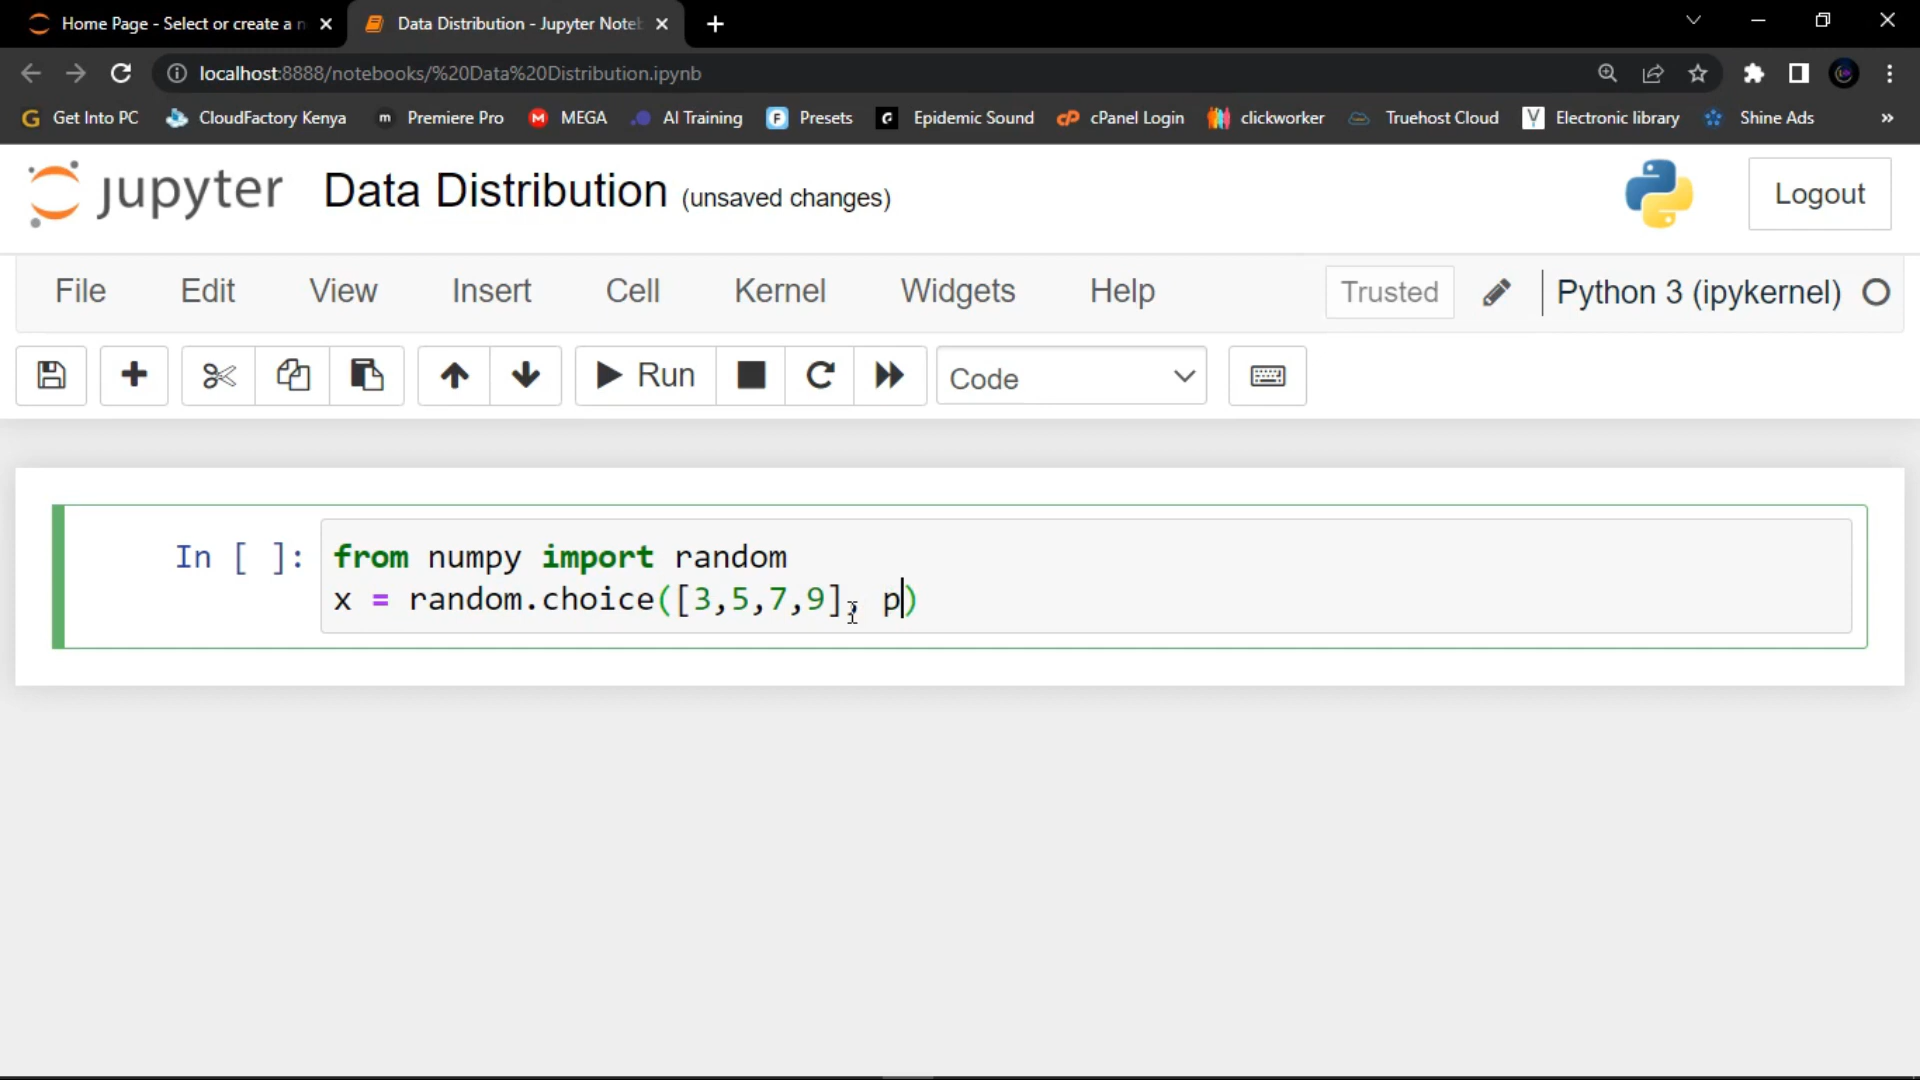 Home Page - Select or create a n
Data Distribution - Jupyter Note
localhost:8888/notebooks/%20Data%20Distribution.ipynb
Get Into PC
CloudFactory Kenya
m Premiere Pro
M MEGA
AI Training
F Presets
Epidemic Sound
cP cPanel Login
clickworker
Truehost Cloud
Y Electronic library
Shine Ads
»
jupyter Data Distribution (unsaved changes)
Logout
File Edit View Insert Cell Kernel Widgets Help
Trusted
Python 3 (ipykernel)
Run
Code
In [ ]: from numpy import random
x = random.choice([3,5,7,9], p)